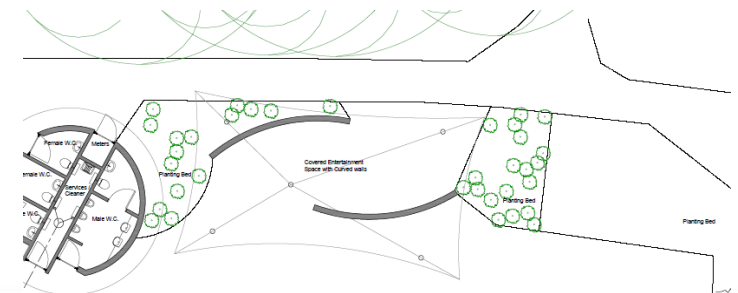 Female W.C.
Meters
emale W.C.
Services
Cleaner
e W.C.
Male W.C.
Planting Bed
Covered Entertainment
Space with Curved walls
Planting Bed
Planting Bed